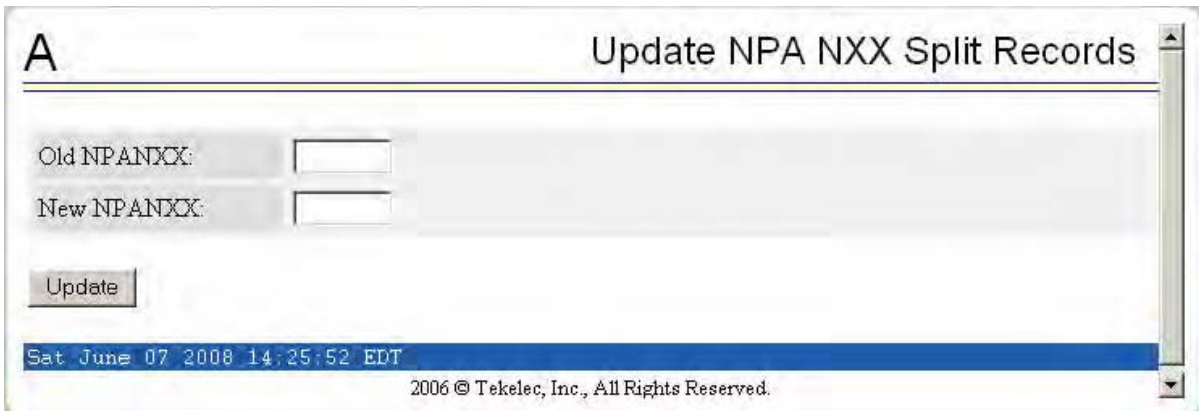 A
Update NPA NXX Split Records
Old NPANXX:
New NPANXX:
Update
Sat June 07 2008 14:25:52 EDT
2006 © Tekelec, Inc., All Rights Reserved.